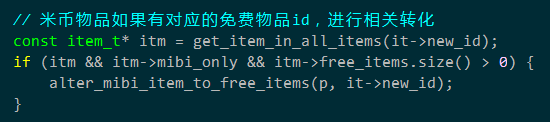 // 米币物品如果有对应的免费物品id，进行相关转化
const item_t* itm = get_item_in_all_items(it->new_id);
if (itm && itm->mibi_only && itm->free_items.size() > 0) {
    alter_mibi_item_to_free_items(p, it->new_id);
}